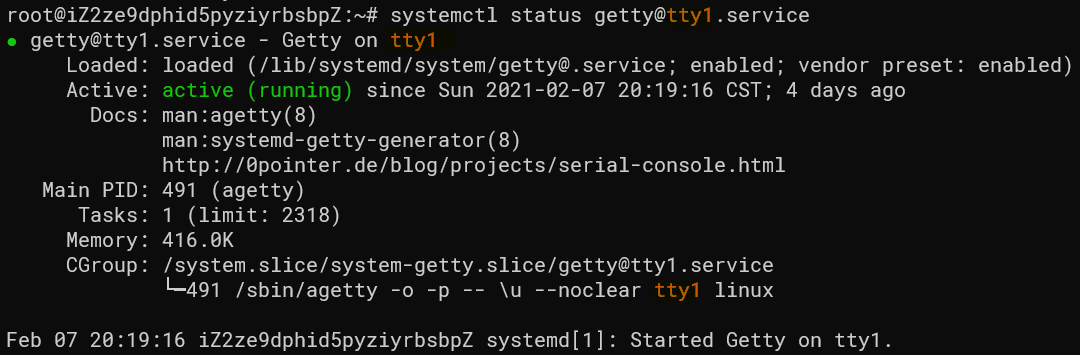 root@iZ2ze9dphid5pyziyrbsbpZ:~# systemctl status getty@tty1.service
● getty@tty1.service - Getty on tty1
Loaded: loaded (/lib/systemd/system/getty@.service; enabled; vendor preset: enabled)
Active: active (running) since Sun 2021-02-07 20:19:16 CST; 4 days ago
Docs: man:agetty(8)
man:systemd-getty-generator(8)
http://0pointer.de/blog/projects/serial-console.html
Main PID: 491 (agetty)
Tasks: 1 (limit: 2318)
Memory: 416.0K
CGroup: /system.slice/system-getty.slice/getty@tty1.service
└─491 /sbin/agetty -o -p -- \u --noclear tty1 linux
Feb 07 20:19:16 iZ2ze9dphid5pyziyrbsbpZ systemd[1]: Started Getty on tty1.